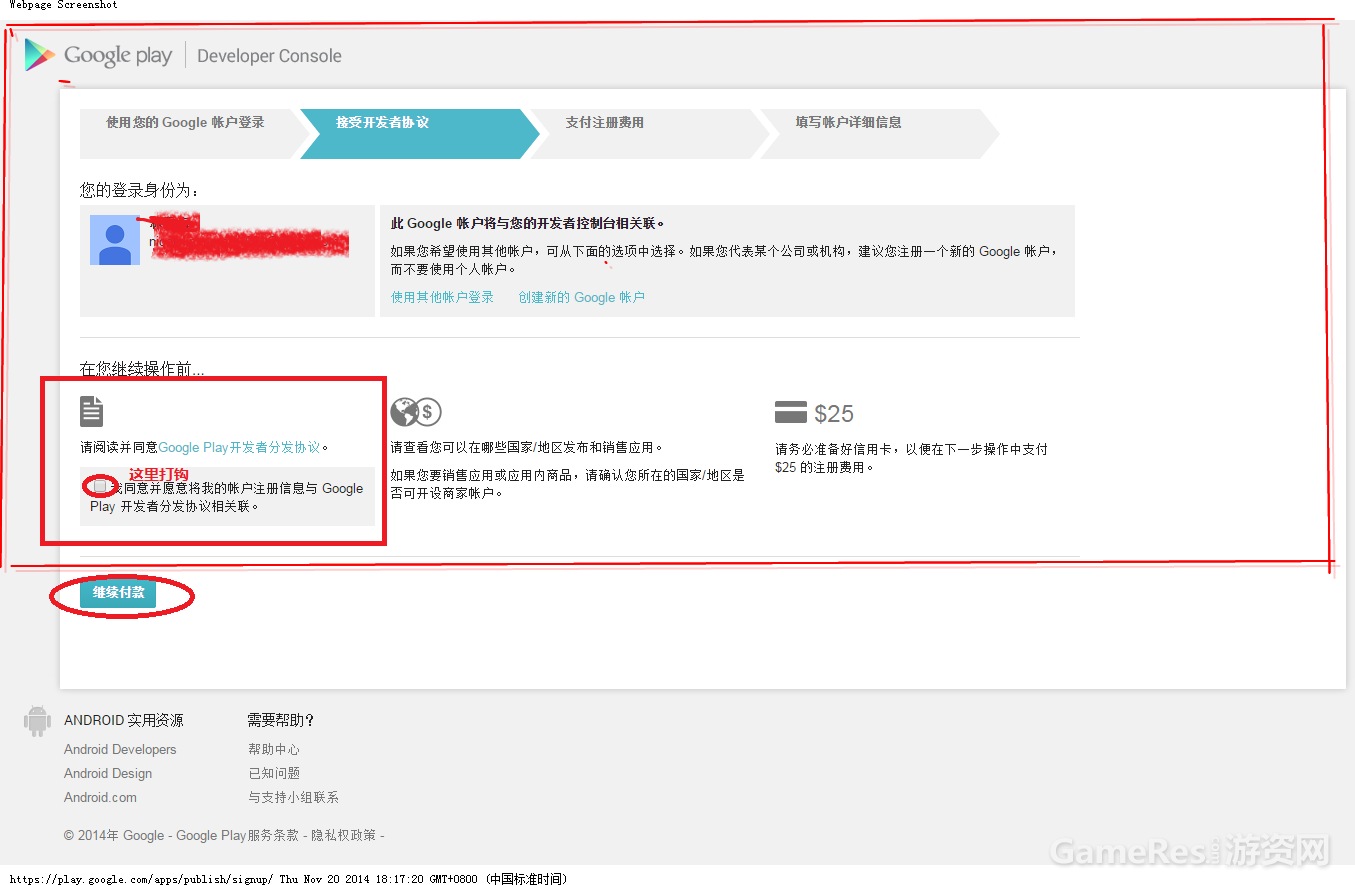 Webpage Screenshot
Google play Developer Console
使用您的 Google 帐户登录
接受开发者协议
支付注册费用
填写帐户详细信息
您的登录身份为：
此 Google 帐户将与您的开发者控制台相关联。
如果您希望使用其他帐户，可从下面的选项中选择。如果您代表某个公司或机构，建议您注册一个新的 Google 帐户，
而不要使用个人帐户。
使用其他帐户登录 创建新的 Google 帐户
在您继续操作前...
请阅读并同意Google Play开发者分发协议。
这里打钩
我同意并愿意将我的帐户注册信息与 Google
Play 开发者分发协议相关联。
$
请查看您可以在哪些国家/地区发布和销售应用。
如果您要销售应用或应用内商品，请确认您所在的国家/地区是
否可开设商家帐户。
$25
请务必准备好信用卡，以便在下一步操作中支付
$25 的注册费用。
继续付款
ANDROID 实用资源
Android Developers
Android Design
Android.com
需要帮助？
帮助中心
已知问题
与支持小组联系
© 2014年 Google - Google Play服务条款 - 隐私权政策 -
GameRes游资网
https://play.google.com/apps/publish/signup/ Thu Nov 20 2014 18:17:20 GMT+0800 (中国标准时间)